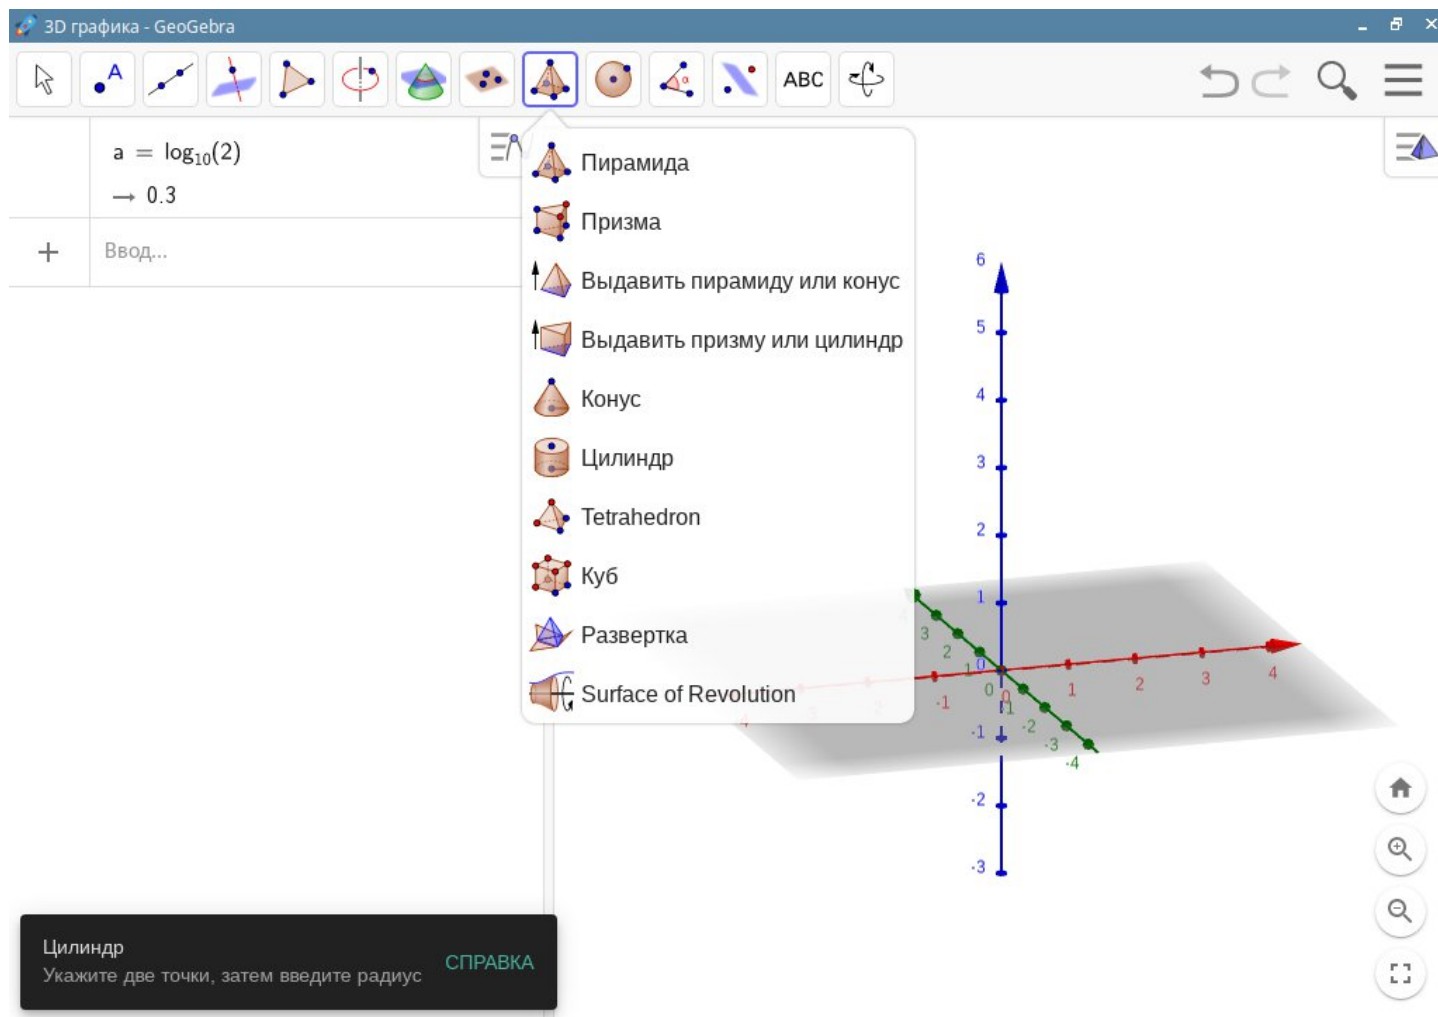 3D графика - GeoGebra
A
α
ABC
a = log₁₀(2)
→ 0.3
+
Ввод...
Пирамида
Призма
Выдавить пирамиду или конус
Выдавить призму или цилиндр
Конус
Цилиндр
Tetrahedron
Куб
Развертка
Surface of Revolution
6
5
4
3
2
1
0
-1
-2
-3
3
2
1
0
-1
-2
-3
-4
-1
0
1
2
3
4
Цилиндр
Укажите две точки, затем введите радиус
СПРАВКА